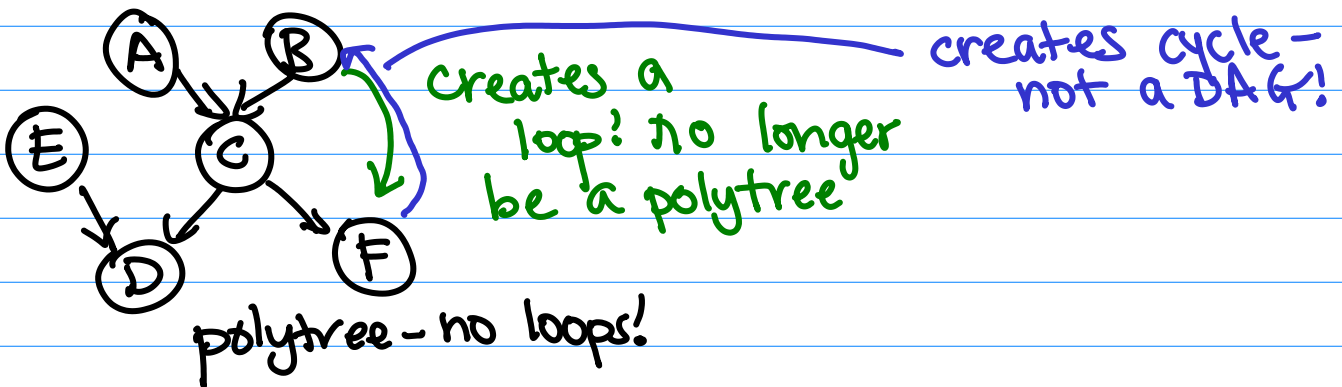 A
B
E
C
D
F
creates a
loop! no longer
be a polytree
creates cycle -
not a DAG!
polytree - no loops!